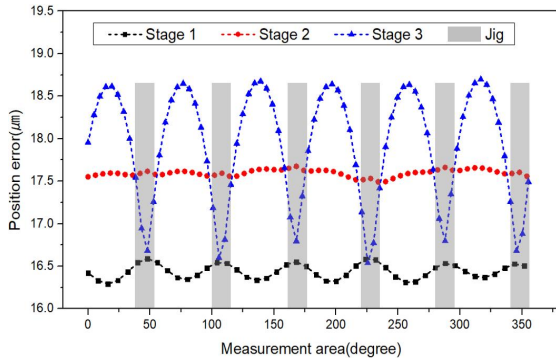 19.5
19.0
18.5
18.0
17.5
17.0
16.5
16.0
Position error(㎛)
Stage 1 Stage 2 Stage 3 Jig
0 50 100 150 200 250 300 350
Measurement area(degree)